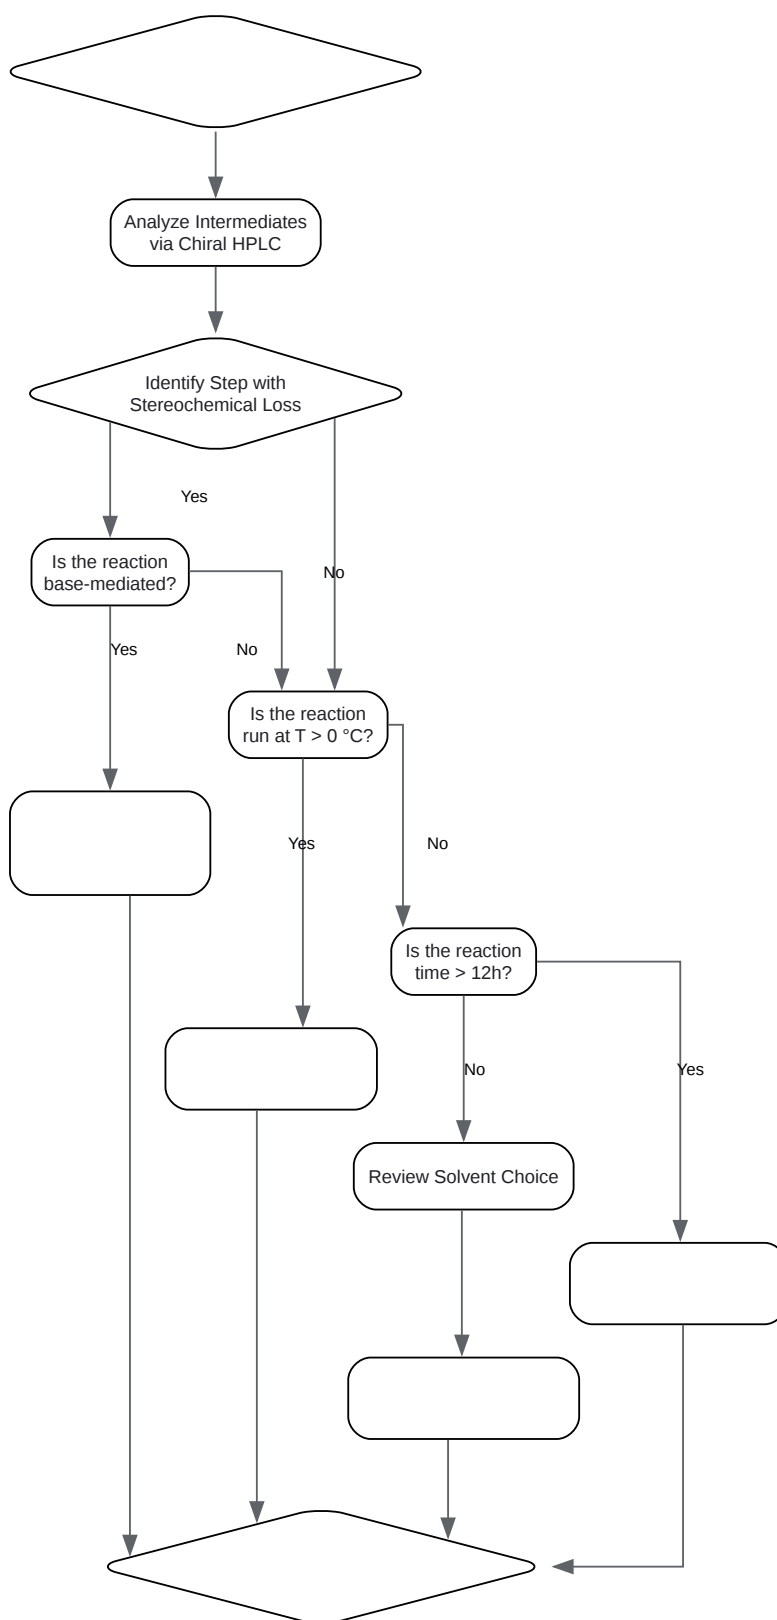 Analyze Intermediates
via Chiral HPLC
Identify Step with
Stereochemical Loss
Yes
Is the reaction
base-mediated?
No
Yes
No
Is the reaction
run at T > 0 °C?
Yes
No
Is the reaction
time > 12h?
No
Yes
Review Solvent Choice